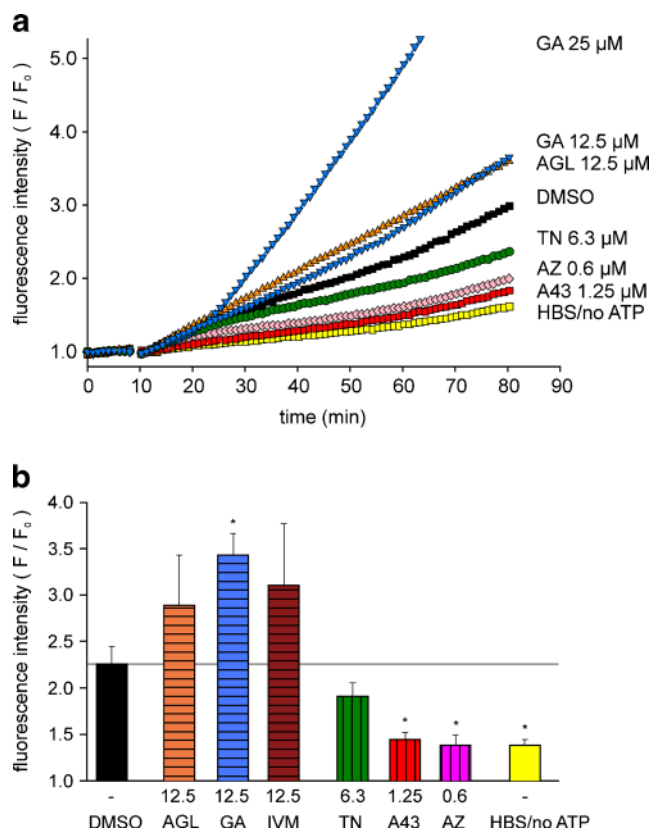 a
fluorescence intensity ( F / F₀ )
5.0
4.0
3.0
2.0
1.0
0 10 20 30 40 50 60 70 80 90
time (min)
GA 25 µM
GA 12.5 µM
AGL 12.5 µM
DMSO
TN 6.3 µM
AZ 0.6 µM
A43 1.25 µM
HBS/no ATP
b
fluorescence intensity ( F / F₀ )
4.0
3.5
3.0
2.5
2.0
1.5
1.0
*
* * *
- 12.5 12.5 12.5 6.3 1.25 0.6 -
DMSO AGL GA IVM TN A43 AZ HBS/no ATP